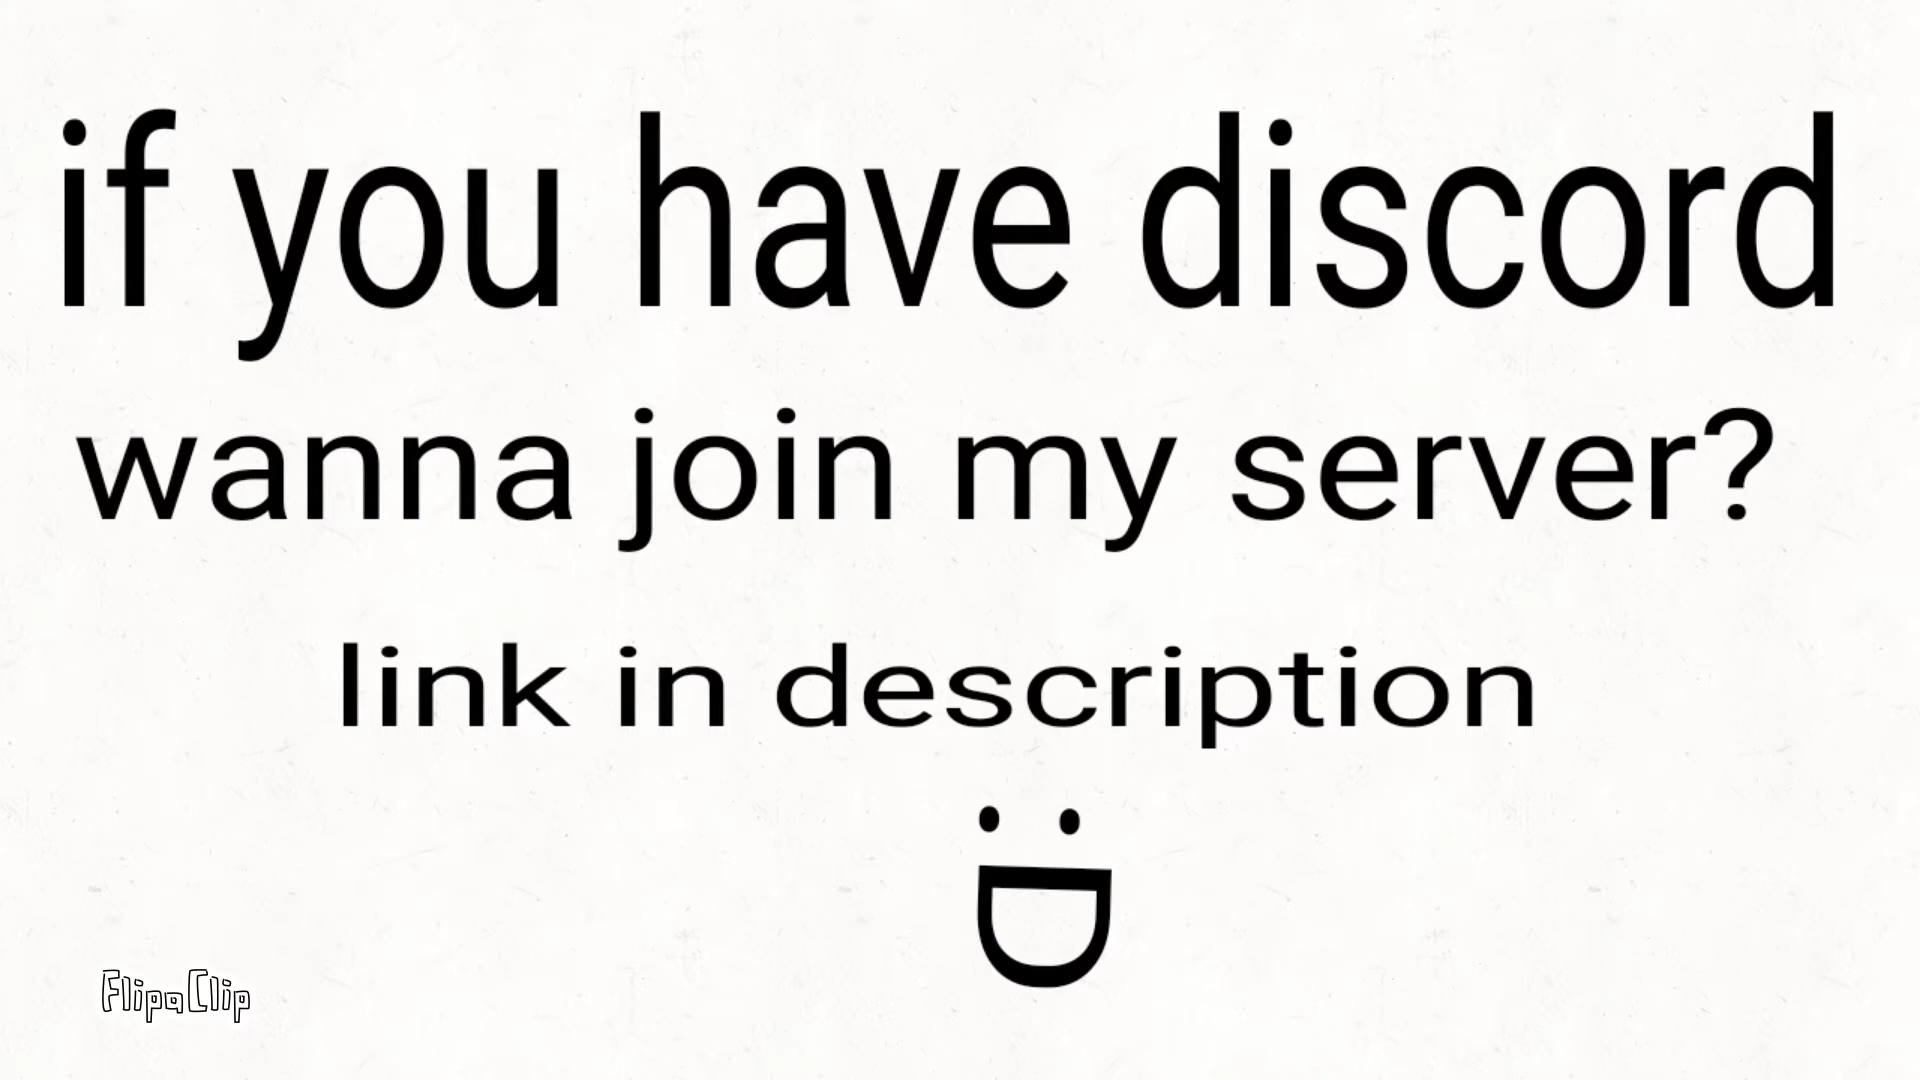 if you have discord
wanna join my server?
link in description
:D
FlipaClip